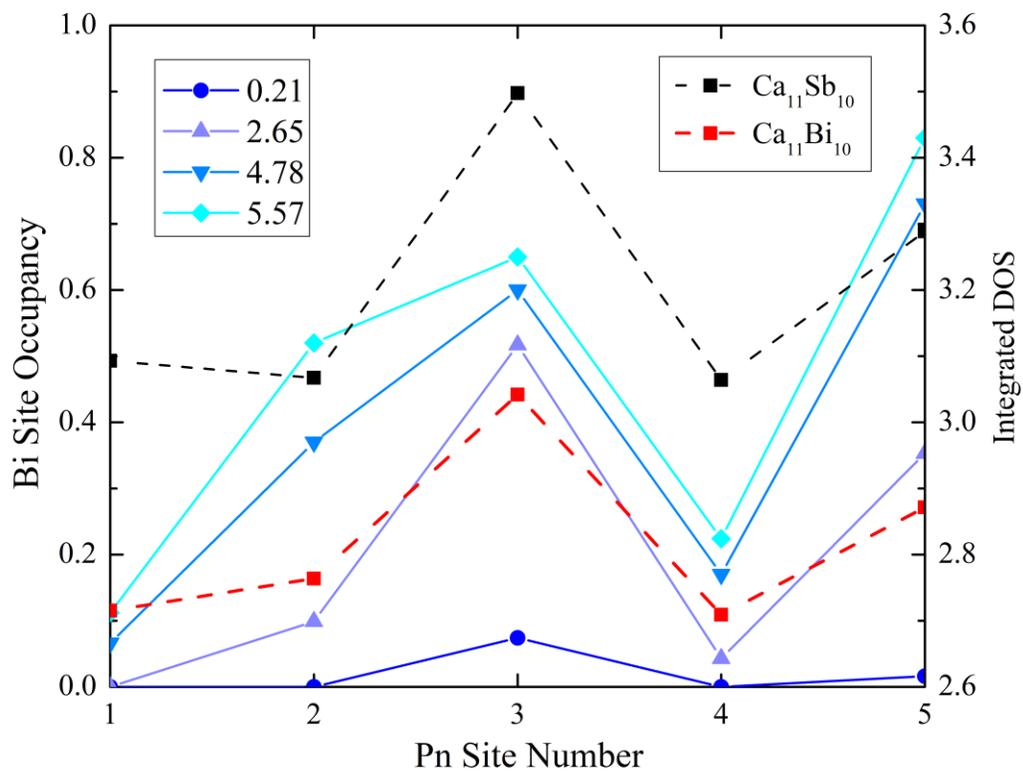 1.0
0.8
0.6
0.4
0.2
0.0
Bi Site Occupancy
0.21
2.65
4.78
5.57
Ca₁₁Sb₁₀
Ca₁₁Bi₁₀
3.6
3.4
3.2
3.0
2.8
2.6
Integrated DOS
1 2 3 4 5
Pn Site Number